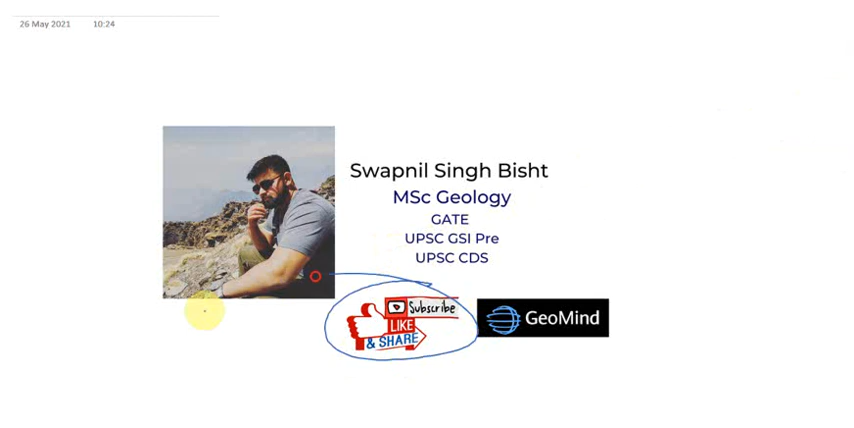 26 May 2021 10:24
Swapnil Singh Bisht
MSc Geology
GATE
UPSC GSI Pre
UPSC CDS
Subscribe
LIKE
& SHARE
GeoMind